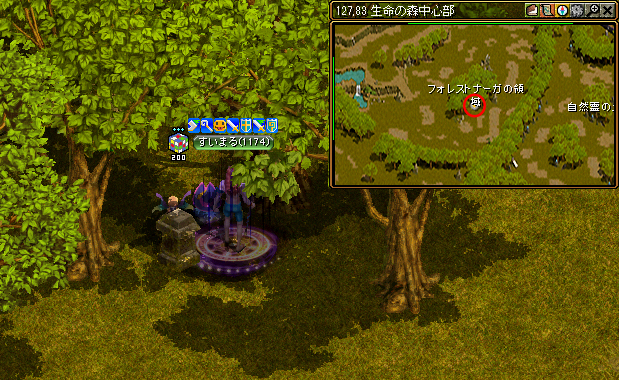 127,83 生命の森中心部
フォレストナーガの領
域
自然霊の
すいまる(1174)
200